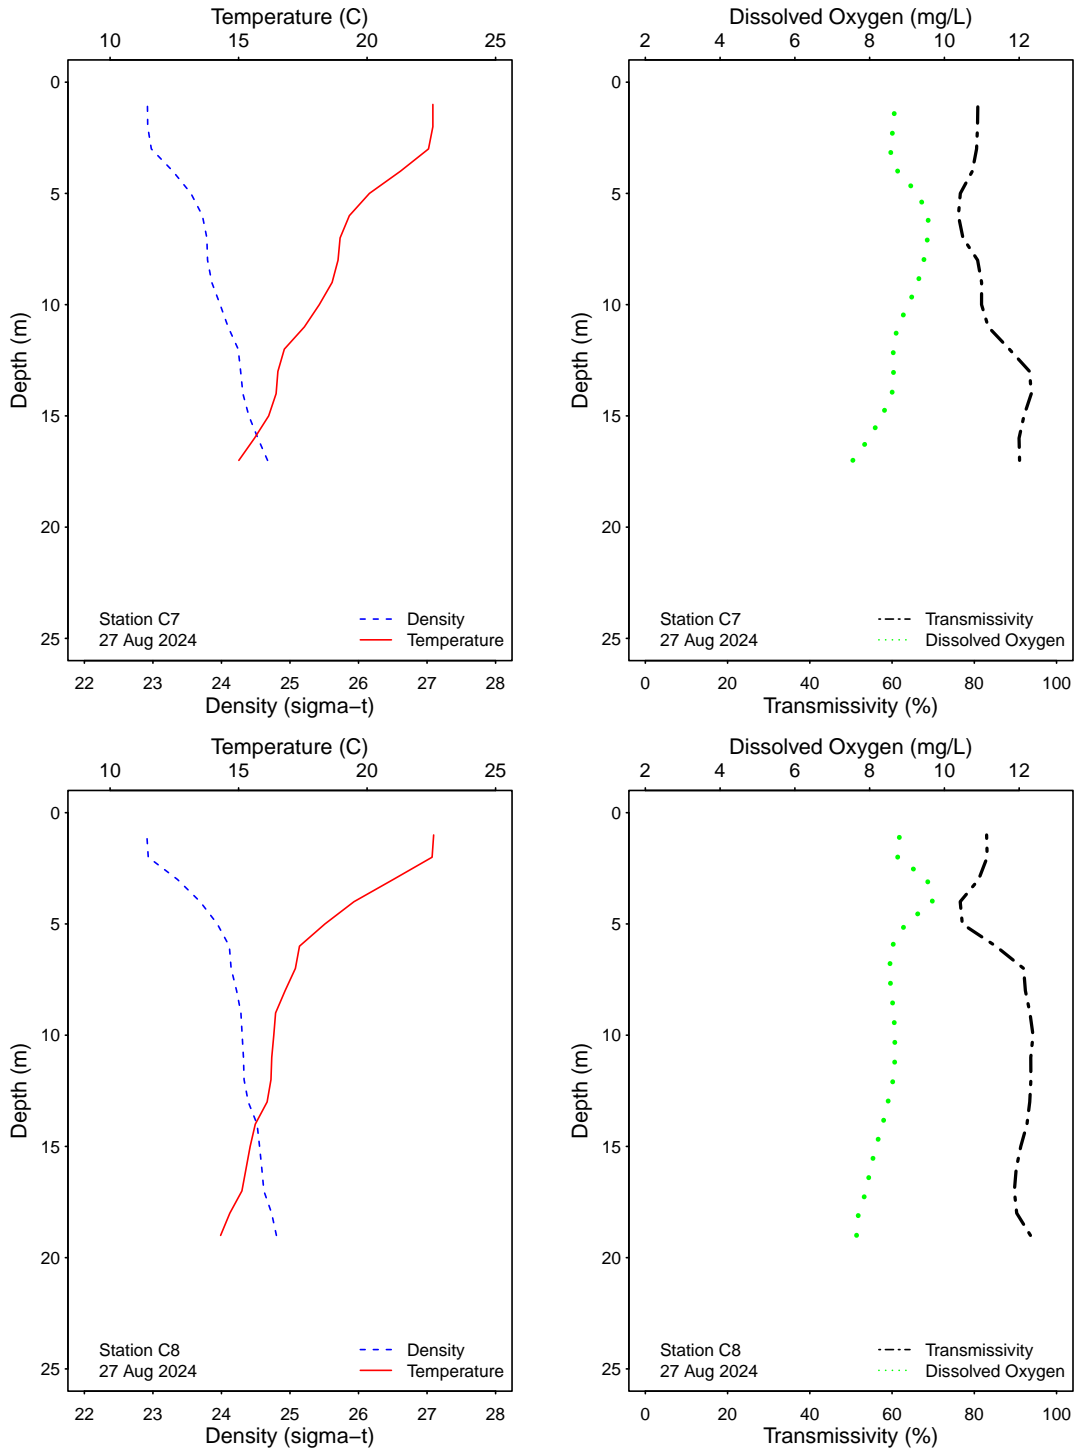 Temperature (C)
10 15 20 25
0
5
10
15
20
25
Depth (m)
Station C7
27 Aug 2024
Density
Temperature
22 23 24 25 26 27 28
Density (sigma−t)
Dissolved Oxygen (mg/L)
2 4 6 8 10 12
0
5
10
15
20
25
Depth (m)
Station C7
27 Aug 2024
Transmissivity
Dissolved Oxygen
0 20 40 60 80 100
Transmissivity (%)
Temperature (C)
10 15 20 25
0
5
10
15
20
25
Depth (m)
Station C8
27 Aug 2024
Density
Temperature
22 23 24 25 26 27 28
Density (sigma−t)
Dissolved Oxygen (mg/L)
2 4 6 8 10 12
0
5
10
15
20
25
Depth (m)
Station C8
27 Aug 2024
Transmissivity
Dissolved Oxygen
0 20 40 60 80 100
Transmissivity (%)